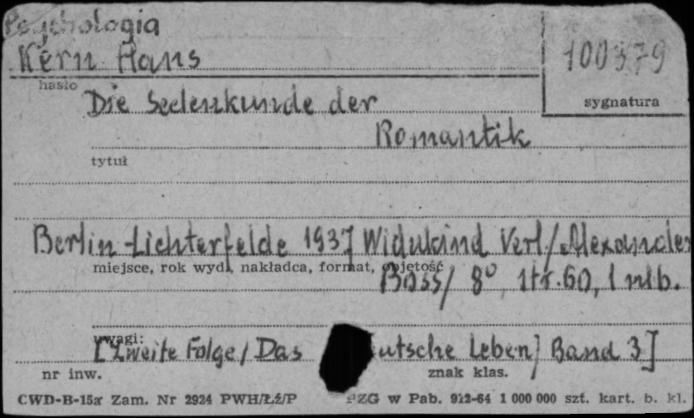 Psychologia
Kern Hans
100379
hasło
Die Seelenkunde der
sygnatura
Romantik
tytuł
Berlin-Lichterfelde 1937 Widukind Verl/Alexander
miejsce, rok wyd., nakładca, format, objętość
Boss/ 8°, str. 60, 1 nlb.
uwagi:
[Zweite Folge/Das utsche Leben/ Band 3]
nr inw. znak klas.
CWD-B-15a Zam. Nr 2924 PWH/Łź/P PZG w Pab. 912-64 1 000 000 szt. kart. b. kl.